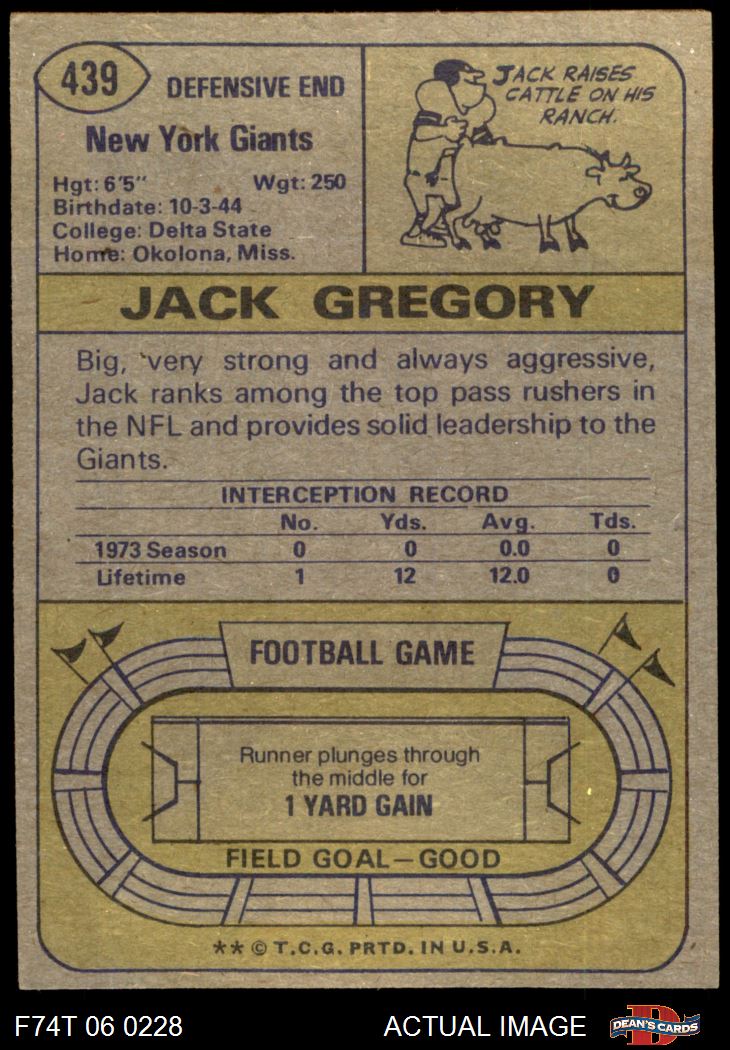 439
DEFENSIVE END
New York Giants
Hgt: 6'5" Wgt: 250
Birthdate: 10-3-44
College: Delta State
Home: Okolona, Miss.
JACK RAISES
CATTLE ON HIS
RANCH.
JACK GREGORY
Big, very strong and always aggressive,
Jack ranks among the top pass rushers in
the NFL and provides solid leadership to the
Giants.
INTERCEPTION RECORD
No. Yds. Avg. Tds.
1973 Season 0 0 0.0 0
Lifetime 1 12 12.0 0
FOOTBALL GAME
Runner plunges through
the middle for
1 YARD GAIN
FIELD GOAL—GOOD
** © T.C.G. PRTD. IN U.S.A.
F74T 06 0228 ACTUAL IMAGE D DEAN'S CARDS